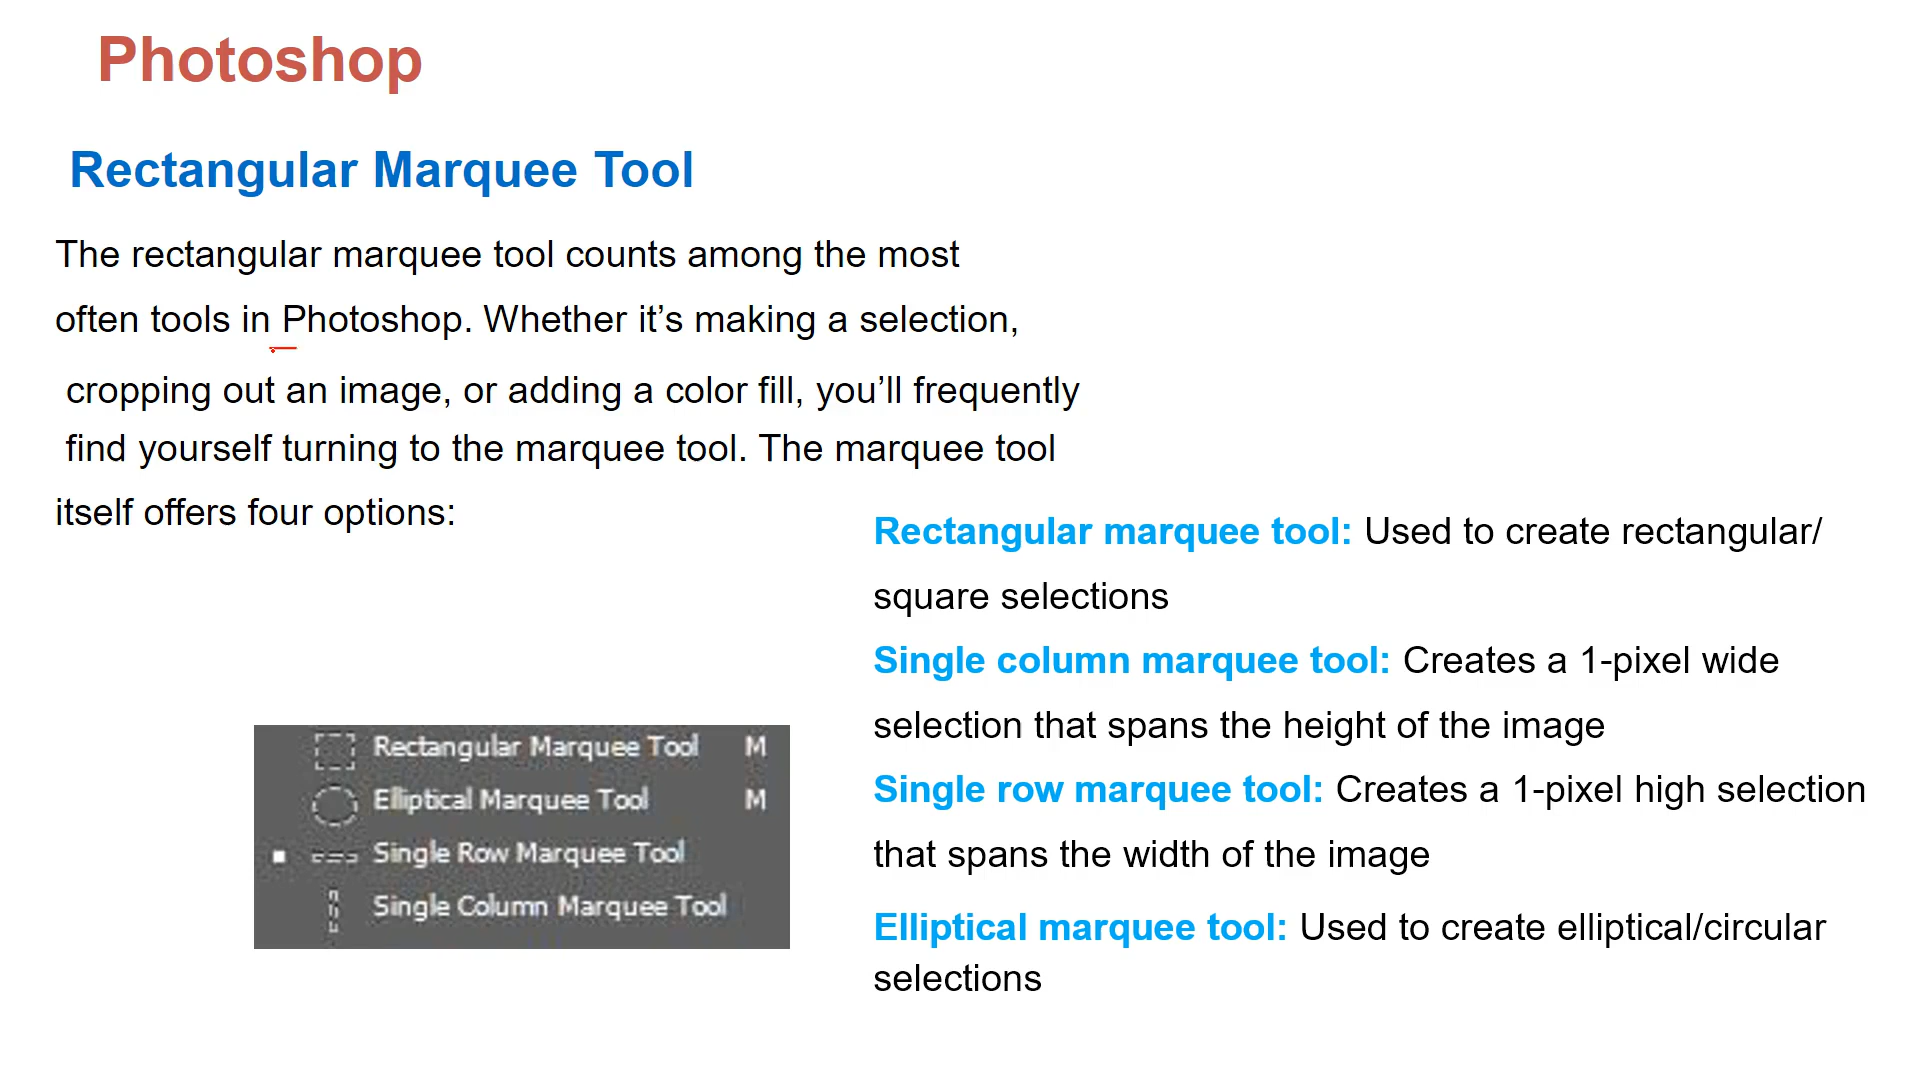 Photoshop
Rectangular Marquee Tool
The rectangular marquee tool counts among the most
often tools in Photoshop. Whether it’s making a selection,
cropping out an image, or adding a color fill, you’ll frequently
find yourself turning to the marquee tool. The marquee tool
itself offers four options:
Rectangular marquee tool: Used to create rectangular/
square selections
Single column marquee tool: Creates a 1-pixel wide
selection that spans the height of the image
Single row marquee tool: Creates a 1-pixel high selection
that spans the width of the image
Elliptical marquee tool: Used to create elliptical/circular
selections
Rectangular Marquee Tool M
Elliptical Marquee Tool M
Single Row Marquee Tool
Single Column Marquee Tool